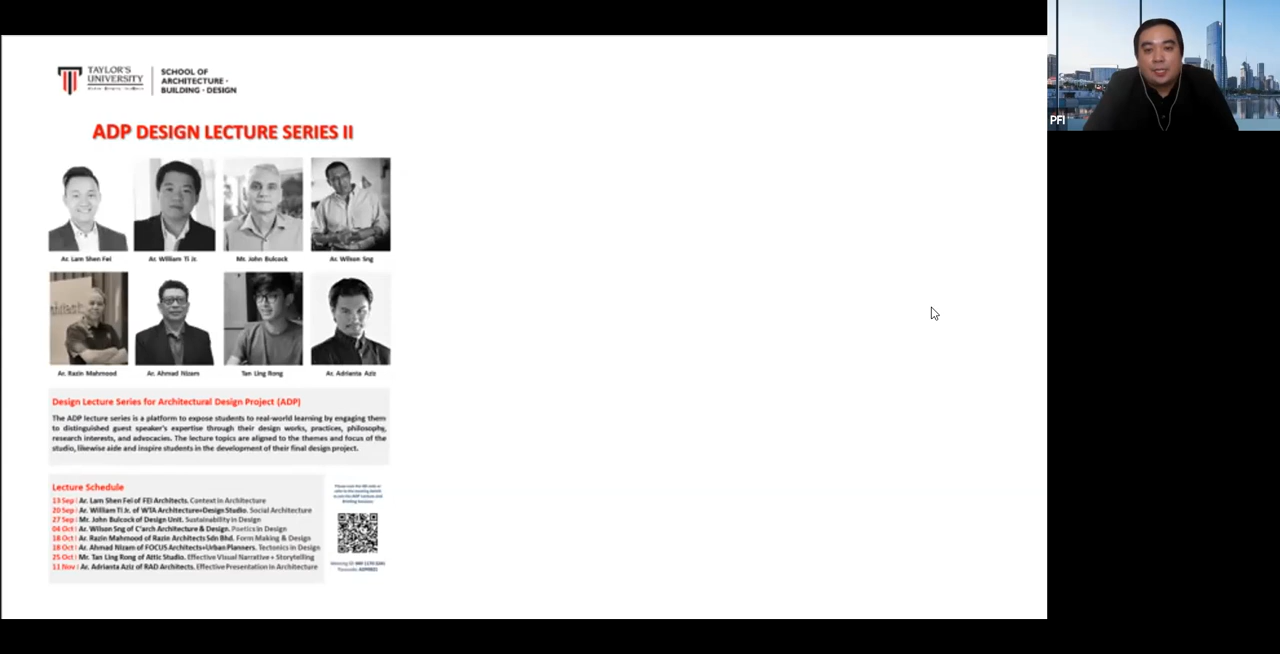 TAYLOR'S
UNIVERSITY
SCHOOL OF
ARCHITECTURE ·
BUILDING · DESIGN
PFI
ADP DESIGN LECTURE SERIES II
Ar. Lam Shen Fei
Ar. William Ti Jr.
Mr. John Bulcock
Ar. Wilson Sng
Ar. Razin Mahmood
Ar. Ahmad Nizam
Tan Ling Rong
Ar. Adrianta Aziz
Design Lecture Series for Architectural Design Project (ADP)
The ADP lecture series is a platform to expose students to real-world learning by engaging them
to distinguished guest speaker's expertise through their design works, practices, philosophy,
research interests, and advocacies. The lecture topics are aligned to the themes and focus of the
studio, likewise aide and inspire students in the development of their final design project.
Lecture Schedule
13 Sep | Ar. Lam Shen Fei of FEI Architects. Context in Architecture
20 Sep | Ar. William Ti Jr. of WTA Architecture+Design Studio. Social Architecture
27 Sep | Mr. John Bulcock of Design Unit. Sustainability in Design
04 Oct | Ar. Wilson Sng of C'arch Architecture & Design. Poetics in Design
18 Oct | Ar. Razin Mahmood of Razin Architects Sdn Bhd. Form Making & Design
18 Oct | Ar. Ahmad Nizam of FOCUS Architects+Urban Planners. Tectonics in Design
25 Oct | Mr. Tan Ling Rong of Attic Studio. Effective Visual Narrative + Storytelling
11 Nov | Ar. Adrianta Aziz of RAD Architects. Effective Presentation in Architecture